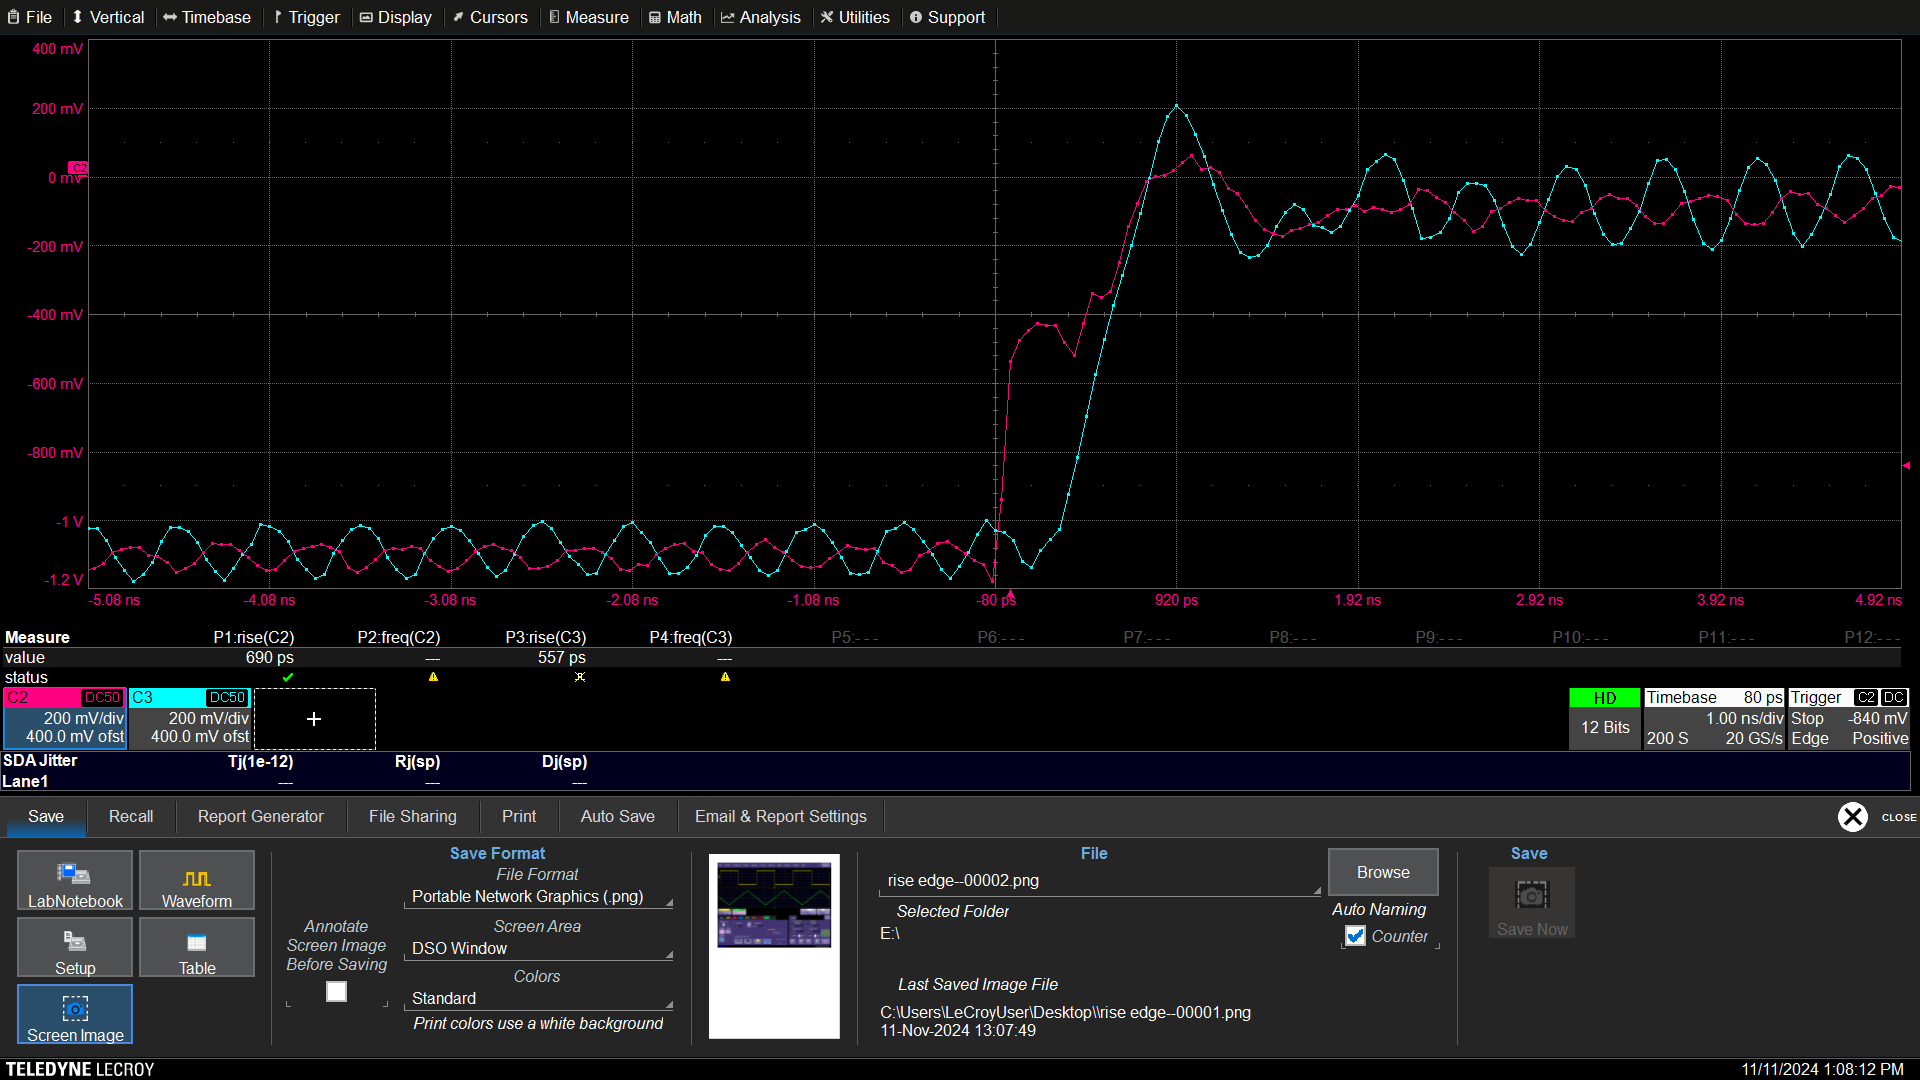 File Vertical Timebase Trigger Display Cursors Measure Math Analysis Utilities Support
400 mV
200 mV
C2
0 mV
-200 mV
-400 mV
-600 mV
-800 mV
-1 V
-1.2 V
-5.08 ns -4.08 ns -3.08 ns -2.08 ns -1.08 ns -80 ps 920 ps 1.92 ns 2.92 ns 3.92 ns 4.92 ns
Measure P1:rise(C2) P2:freq(C2) P3:rise(C3) P4:freq(C3) P5:- - - P6:- - - P7:- - - P8:- - - P9:- - - P10:- - - P11:- - - P12:- - -
value 690 ps --- 557 ps ---
status
C2 DC50 C3 DC50 HD Timebase 80 ps Trigger C2 DC
200 mV/div 200 mV/div + 12 Bits 1.00 ns/div Stop -840 mV
400.0 mV ofst 400.0 mV ofst 200 S 20 GS/s Edge Positive
SDA Jitter Tj(1e-12) Rj(sp) Dj(sp)
Lane1 --- --- ---
Save Recall Report Generator File Sharing Print Auto Save Email & Report Settings CLOSE
LabNotebook
Waveform
Setup
Table
Screen Image
Annotate
Screen Image
Before Saving
Save Format
File Format
Portable Network Graphics (.png)
Screen Area
DSO Window
Colors
Standard
Print colors use a white background
File
rise edge--00002.png
Selected Folder
E:\
Last Saved Image File
C:\Users\LeCroyUser\Desktop\\rise edge--00001.png
11-Nov-2024 13:07:49
Browse
Auto Naming
Counter
Save
Save Now
TELEDYNE LECROY 11/11/2024 1:08:12 PM